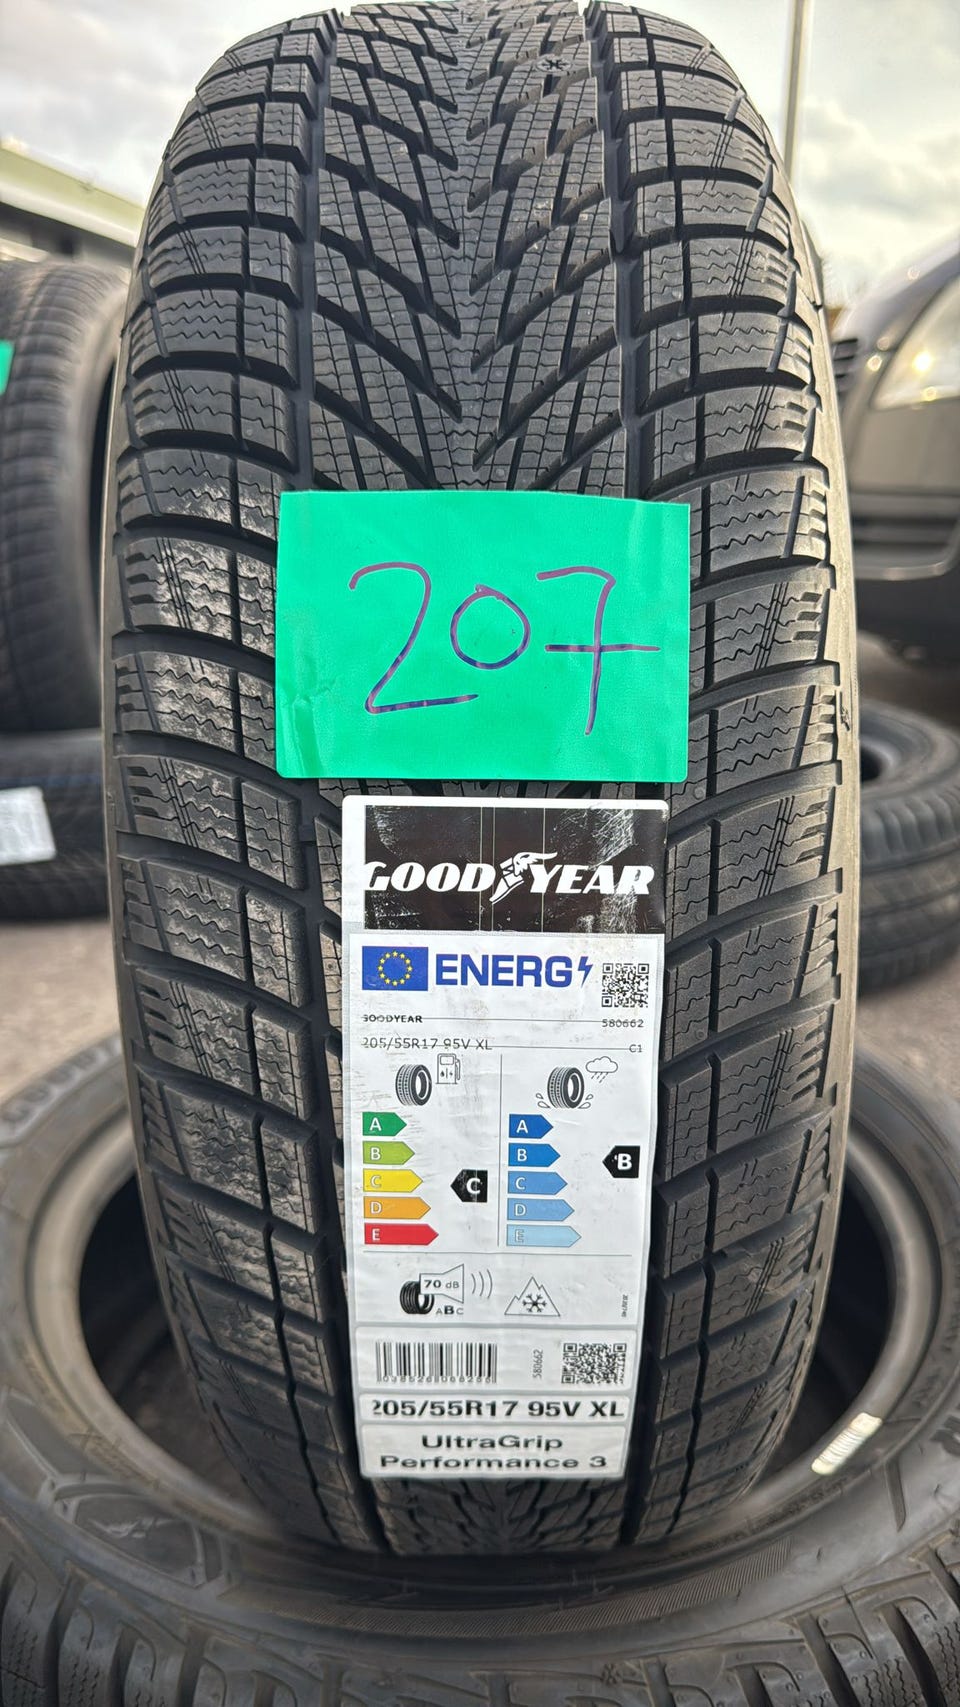 207
GOODYEAR
ENERG
GOODYEAR 580662
205/55R17 95V XL C1
A A
B B B
C C C
D D
E E
70 dB
ABC
580662
205/55R17 95V XL
UltraGrip
Performance 3